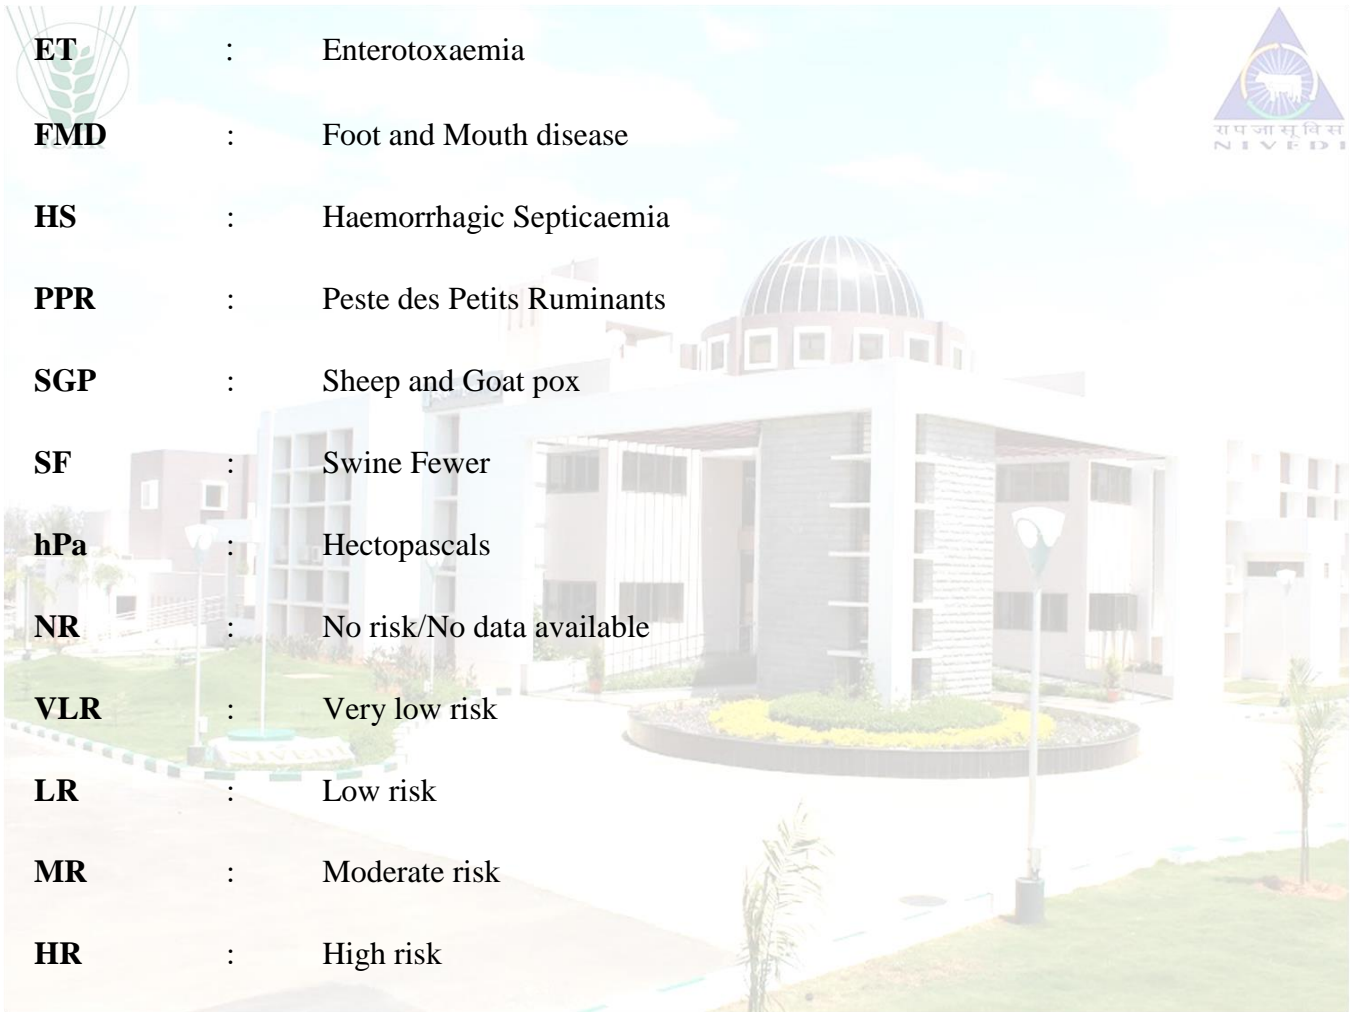 ET : Enterotoxaemia
रा प जा सू वि स
NIVEDI
FMD : Foot and Mouth disease
HS : Haemorrhagic Septicaemia
PPR : Peste des Petits Ruminants
SGP : Sheep and Goat pox
SF : Swine Fewer
hPa : Hectopascals
NR : No risk/No data available
VLR : Very low risk
NIVEDI
LR : Low risk
MR : Moderate risk
HR : High risk